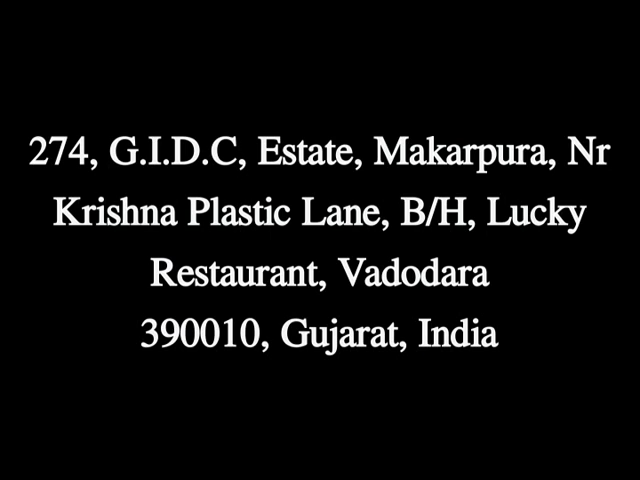 274, G.I.D.C, Estate, Makarpura, Nr
Krishna Plastic Lane, B/H, Lucky
Restaurant, Vadodara
390010, Gujarat, India